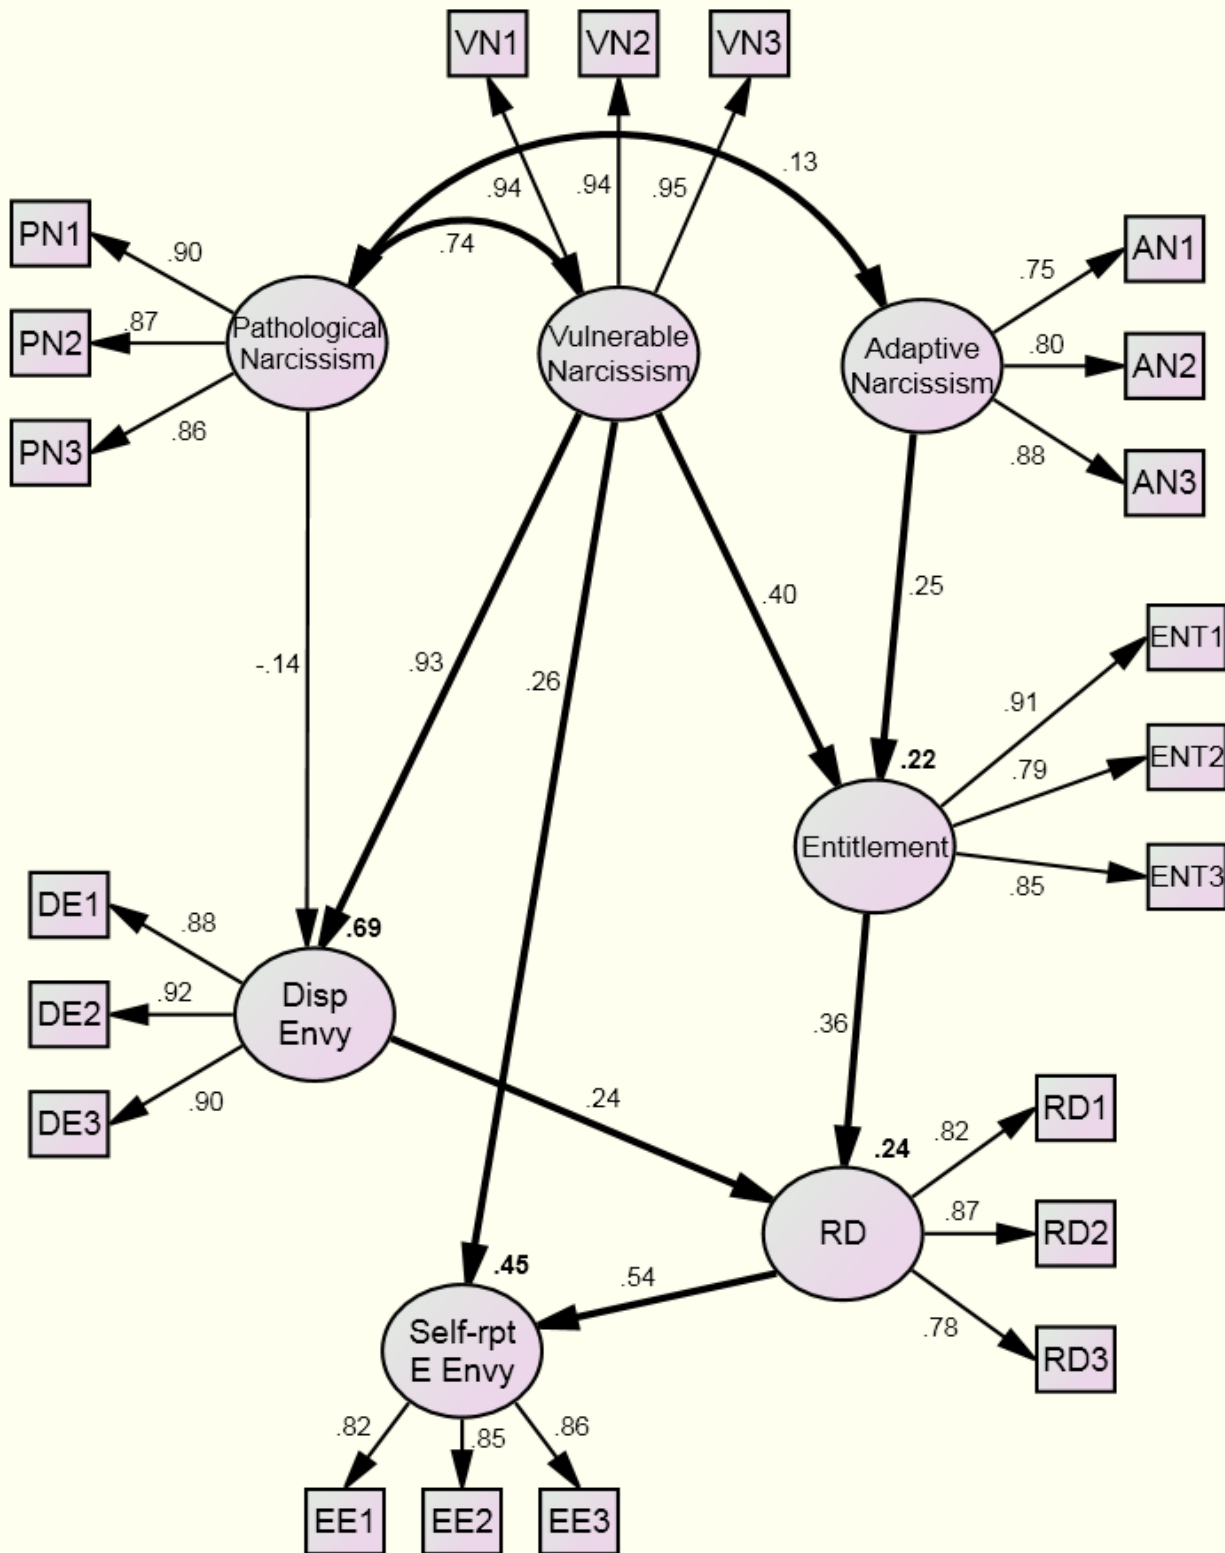 VN1
VN2
VN3
.13
.94
.94
.95
.74
PN1
.90
PN2
.87
PN3
.86
Pathological
Narcissism
Vulnerable
Narcissism
Adaptive
Narcissism
AN1
.75
AN2
.80
AN3
.88
-.14
.93
.26
.40
.25
ENT1
.91
ENT2
.79
ENT3
.85
.22
Entitlement
DE1
.88
DE2
.92
DE3
.90
.69
Disp
Envy
.36
.24
.24
RD
RD1
.82
RD2
.87
RD3
.78
.54
.45
Self-rpt
E Envy
.82
.85
.86
EE1
EE2
EE3